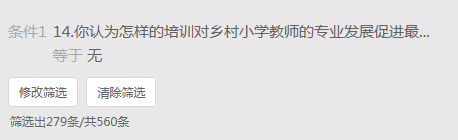 条件1 14.你认为怎样的培训对乡村小学教师的专业发展促进最...
等于 无
修改筛选 清除筛选
筛选出279条/共560条